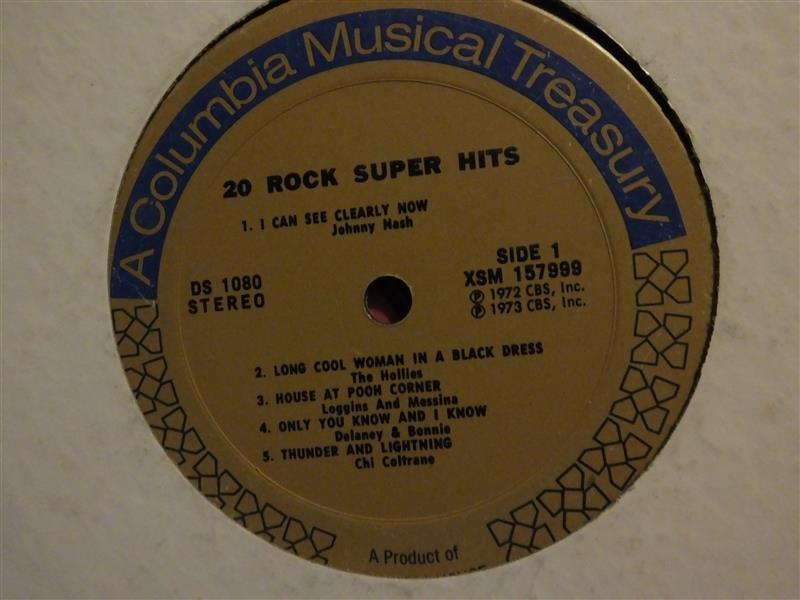 A Columbia Musical Treasury
20 ROCK SUPER HITS
1. I CAN SEE CLEARLY NOW
Johnny Nash
DS 1080
STEREO
SIDE 1
XSM 157999
℗ 1972 CBS, Inc.
℗ 1973 CBS, Inc.
2. LONG COOL WOMAN IN A BLACK DRESS
The Hollies
3. HOUSE AT POOH CORNER
Loggins And Messina
4. ONLY YOU KNOW AND I KNOW
Delaney & Bonnie
5. THUNDER AND LIGHTNING
Chi Coltrane
A Product of